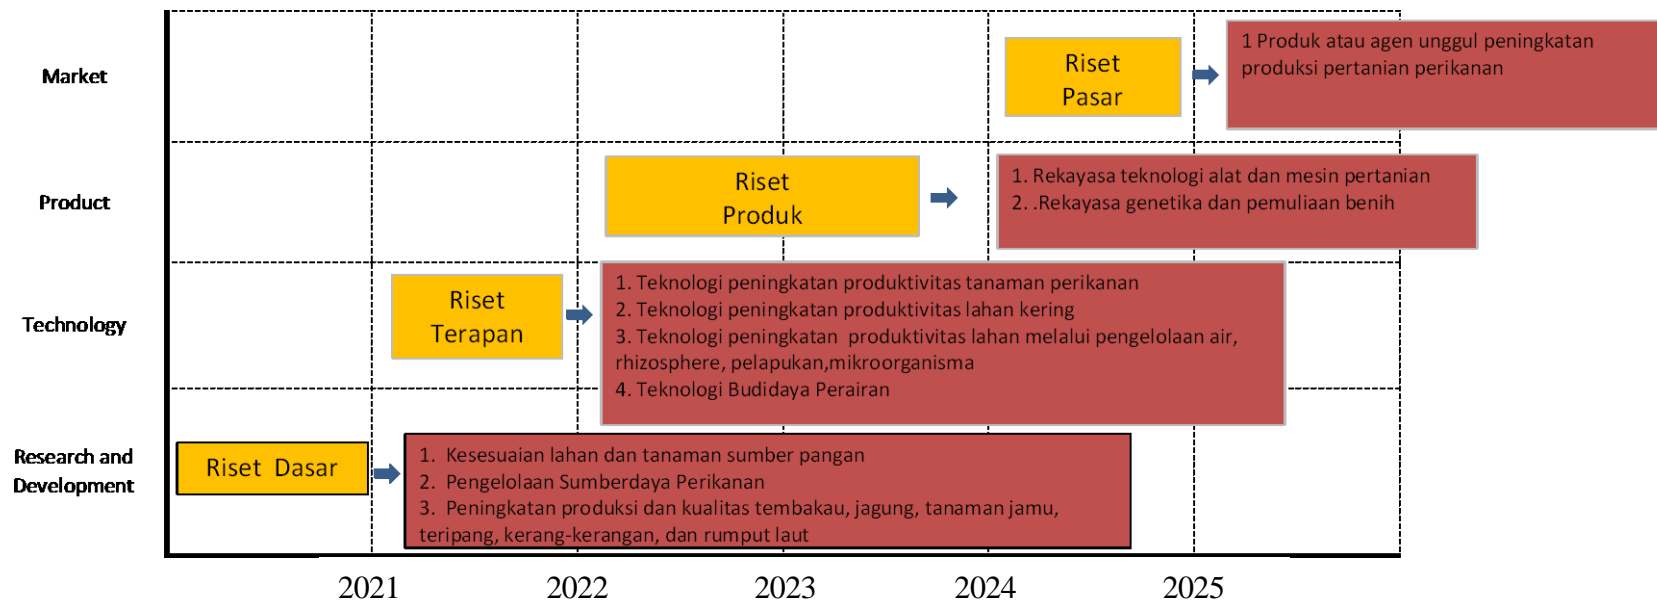 Market
Riset
Pasar
1 Produk atau agen unggul peningkatan
produksi pertanian perikanan
Product
Riset
Produk
1. Rekayasa teknologi alat dan mesin pertanian
2. .Rekayasa genetika dan pemuliaan benih
Technology
Riset
Terapan
1. Teknologi peningkatan produktivitas tanaman perikanan
2. Teknologi peningkatan produktivitas lahan kering
3. Teknologi peningkatan produktivitas lahan melalui pengelolaan air,
rhizosphere, pelapukan,mikroorganisma
4. Teknologi Budidaya Perairan
Research and
Development
Riset Dasar
1. Kesesuaian lahan dan tanaman sumber pangan
2. Pengelolaan Sumberdaya Perikanan
3. Peningkatan produksi dan kualitas tembakau, jagung, tanaman jamu,
teripang, kerang-kerangan, dan rumput laut
2021 2022 2023 2024 2025